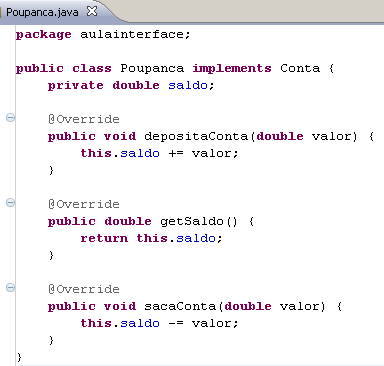 Poupanca.java
package aulainterface;
public class Poupanca implements Conta {
private double saldo;
@Override
public void depositaConta(double valor) {
this.saldo += valor;
}
@Override
public double getSaldo() {
return this.saldo;
}
@Override
public void sacaConta(double valor) {
this.saldo -= valor;
}
}